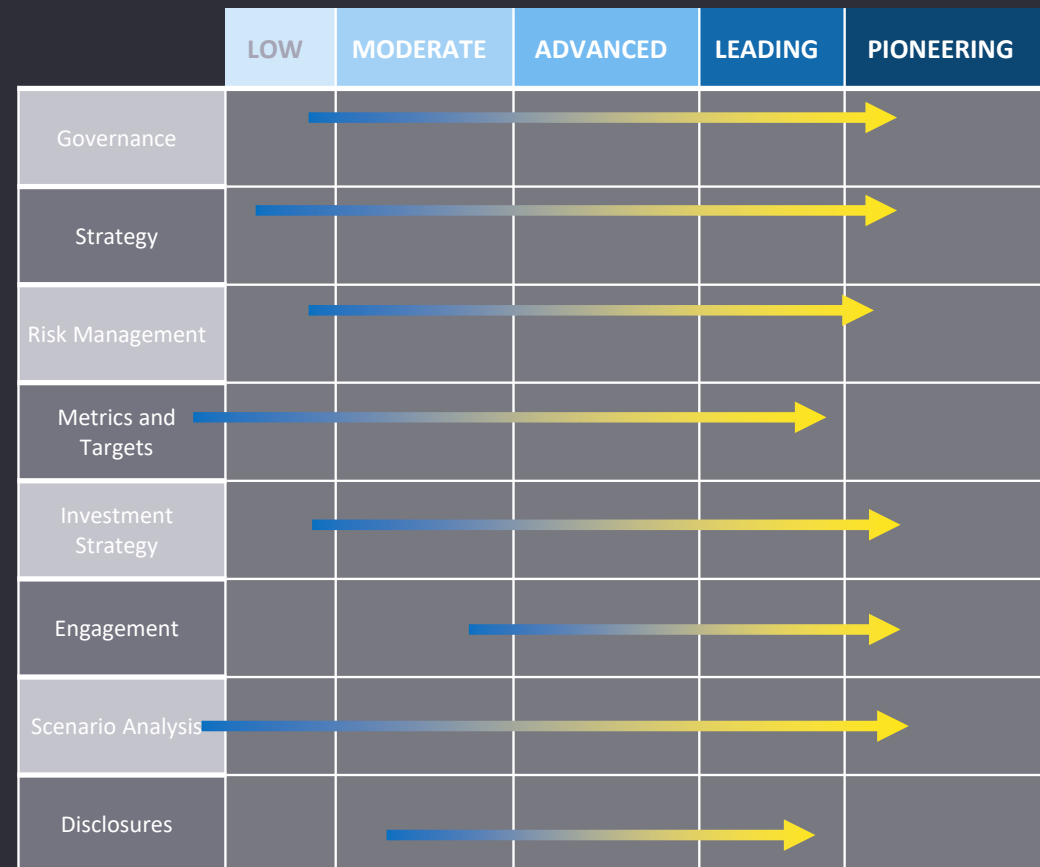 LOW MODERATE ADVANCED LEADING PIONEERING
Governance
Strategy
Risk Management
Metrics and
Targets
Investment
Strategy
Engagement
Scenario Analysis
Disclosures